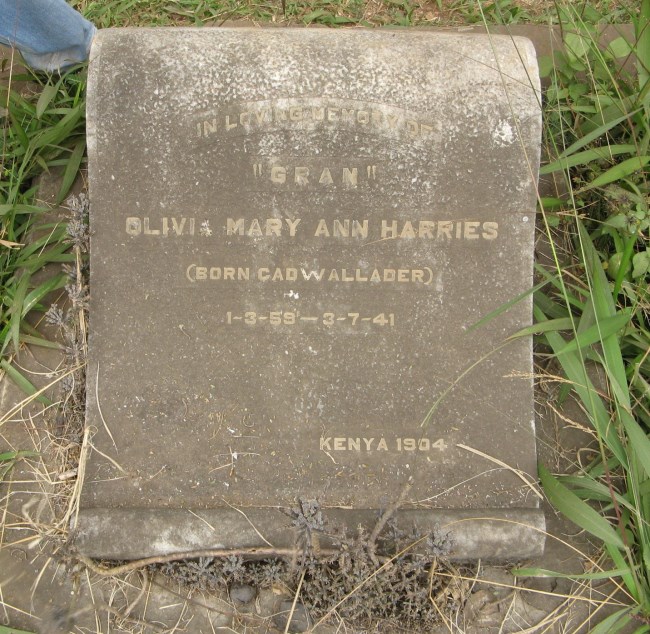 IN LOVING MEMORY OF
"GRAN"
OLIVIA MARY ANN HARRIES
(BORN CADWALLADER)
1-3-59-3-7-41
KENYA 1904